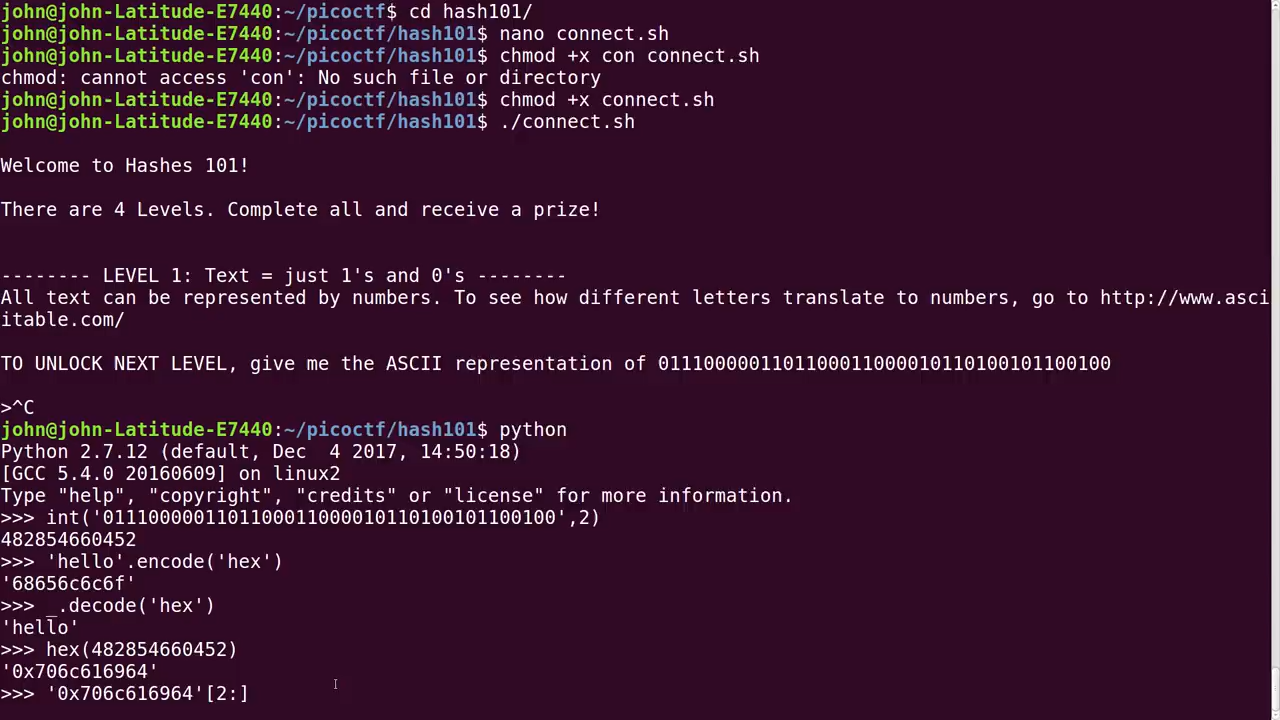 john@john-Latitude-E7440:~/picoctf$ cd hash101/
john@john-Latitude-E7440:~/picoctf/hash101$ nano connect.sh
john@john-Latitude-E7440:~/picoctf/hash101$ chmod +x con connect.sh
chmod: cannot access 'con': No such file or directory
john@john-Latitude-E7440:~/picoctf/hash101$ chmod +x connect.sh
john@john-Latitude-E7440:~/picoctf/hash101$ ./connect.sh
Welcome to Hashes 101!
There are 4 Levels. Complete all and receive a prize!
-------- LEVEL 1: Text = just 1's and 0's --------
All text can be represented by numbers. To see how different letters translate to numbers, go to http://www.asci
itable.com/
TO UNLOCK NEXT LEVEL, give me the ASCII representation of 0111000001101100011000010110100101100100
>^C
john@john-Latitude-E7440:~/picoctf/hash101$ python
Python 2.7.12 (default, Dec  4 2017, 14:50:18)
[GCC 5.4.0 20160609] on linux2
Type "help", "copyright", "credits" or "license" for more information.
>>> int('0111000001101100011000010110100101100100',2)
482854660452
>>> 'hello'.encode('hex')
'68656c6c6f'
>>> _.decode('hex')
'hello'
>>> hex(482854660452)
'0x706c616964'
>>> '0x706c616964'[2:]